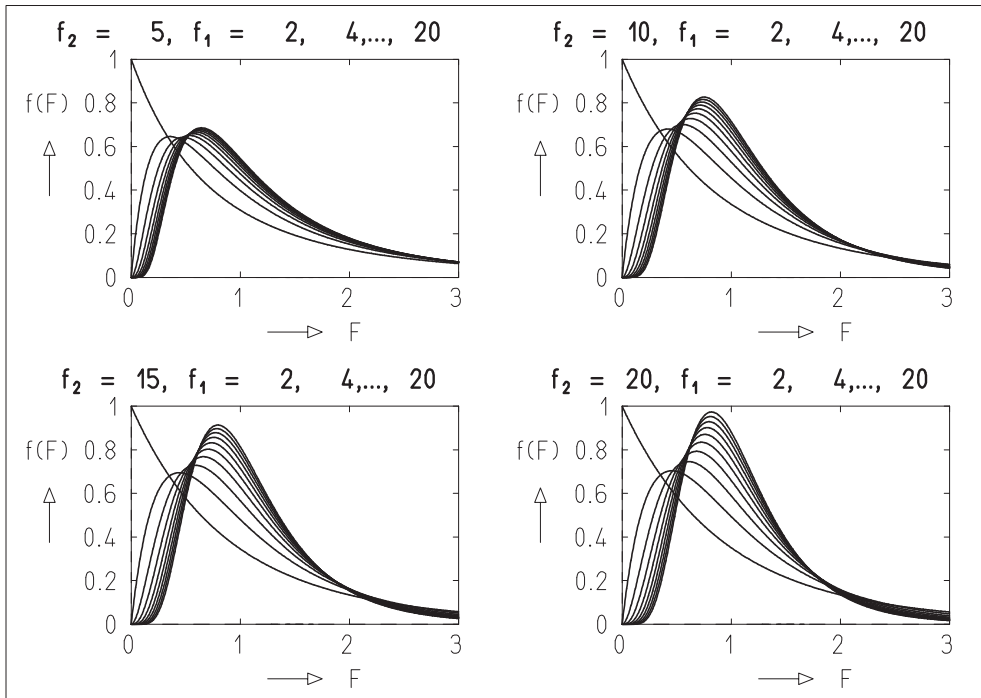 f₂ = 5, f₁ = 2, 4,..., 20
1
f(F) 0.8
0.6
0.4
0.2
0
0 1 2 3
F
f₂ = 10, f₁ = 2, 4,..., 20
1
f(F) 0.8
0.6
0.4
0.2
0
0 1 2 3
F
f₂ = 15, f₁ = 2, 4,..., 20
1
f(F) 0.8
0.6
0.4
0.2
0
0 1 2 3
F
f₂ = 20, f₁ = 2, 4,..., 20
1
f(F) 0.8
0.6
0.4
0.2
0
0 1 2 3
F